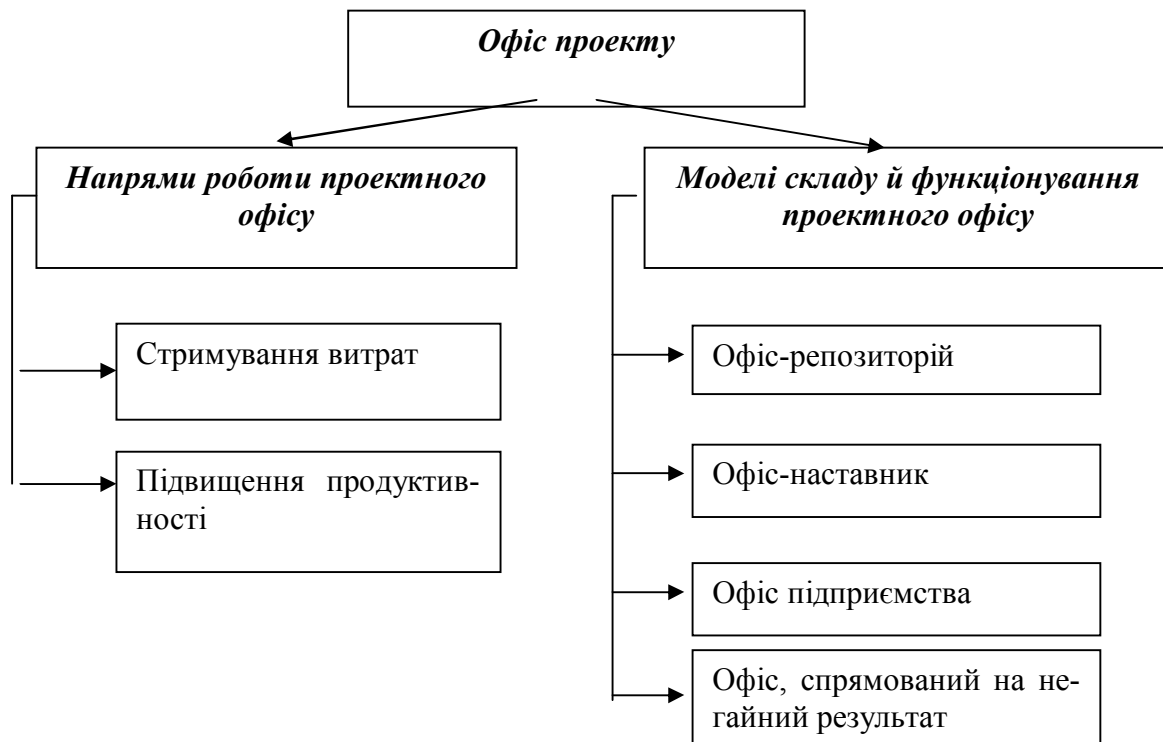 Офіс проекту
Напрями роботи проектного
офісу
Моделі складу й функціонування
проектного офісу
Стримування витрат
Підвищення продуктив-
ності
Офіс-репозиторій
Офіс-наставник
Офіс підприємства
Офіс, спрямований на не-
гайний результат